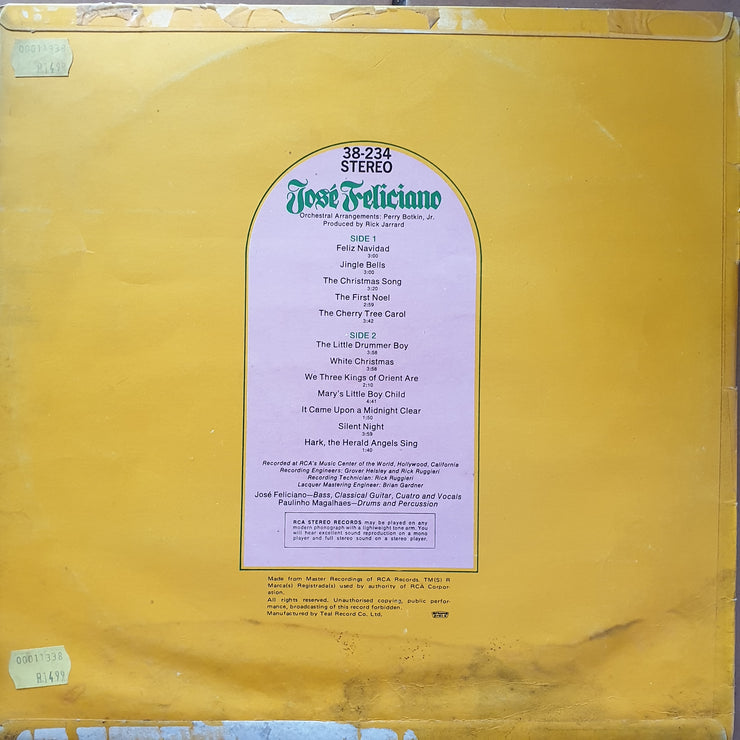 00011338
R1499
38-234
STEREO
José Feliciano
Orchestral Arrangements: Perry Botkin, Jr.
Produced by Rick Jarrard
SIDE 1
Feliz Navidad
3:00
Jingle Bells
3:00
The Christmas Song
3:20
The First Noel
2:59
The Cherry Tree Carol
3:42
SIDE 2
The Little Drummer Boy
3:58
White Christmas
3:58
We Three Kings of Orient Are
2:10
Mary's Little Boy Child
4:41
It Came Upon a Midnight Clear
1:50
Silent Night
3:59
Hark, the Herald Angels Sing
1:40
Recorded at RCA's Music Center of the World, Hollywood, California
Recording Engineers: Grover Helsley and Rick Ruggieri
Recording Technician: Rick Ruggieri
Lacquer Mastering Engineer: Brian Gardner
José Feliciano—Bass, Classical Guitar, Cuatro and Vocals
Paulinho Magalhaes—Drums and Percussion
RCA STEREO RECORDS may be played on any
modern phonograph with a lightweight tone arm. You
will hear excellent sound reproduction on a mono
player and full stereo sound on a stereo player.
Made from Master Recordings of RCA Records. TM(S) R
Marca(s) Registrada(s) used by authority of RCA Corpor-
ation.
All rights reserved. Unauthorised copying, public perfor-
mance, broadcasting of this record forbidden.
Manufactured by Teal Record Co. Ltd,
00011338
R1499